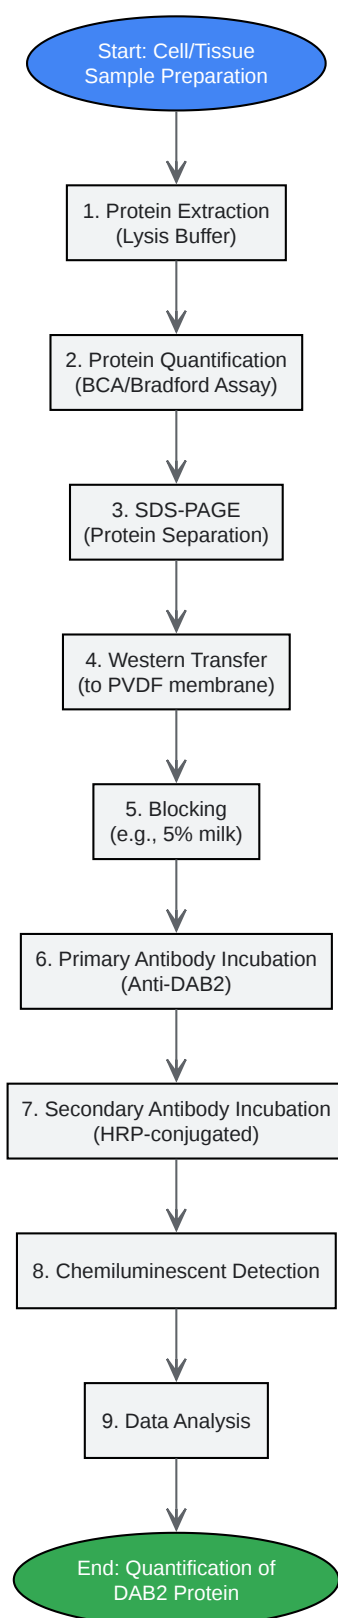 Start: Cell/Tissue
Sample Preparation
1. Protein Extraction
(Lysis Buffer)
2. Protein Quantification
(BCA/Bradford Assay)
3. SDS-PAGE
(Protein Separation)
4. Western Transfer
(to PVDF membrane)
5. Blocking
(e.g., 5% milk)
6. Primary Antibody Incubation
(Anti-DAB2)
7. Secondary Antibody Incubation
(HRP-conjugated)
8. Chemiluminescent Detection
9. Data Analysis
End: Quantification of
DAB2 Protein